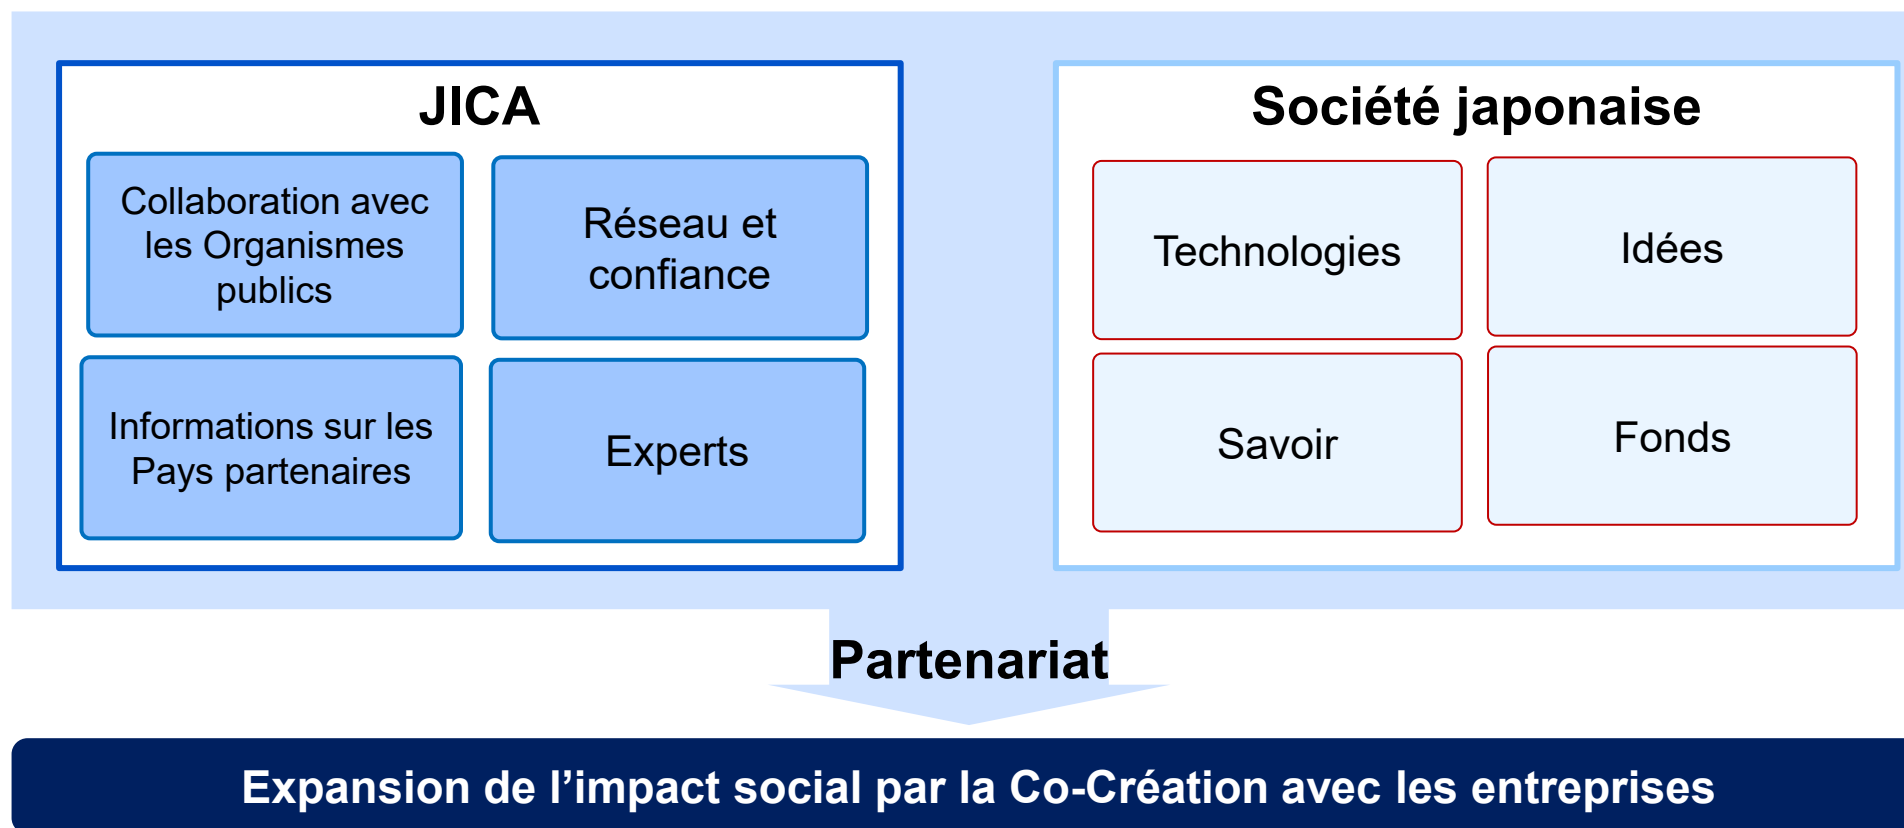 JICA
Collaboration avec
les Organismes
publics
Réseau et
confiance
Informations sur les
Pays partenaires
Experts
Société japonaise
Technologies
Idées
Savoir
Fonds
Partenariat
Expansion de l’impact social par la Co-Création avec les entreprises